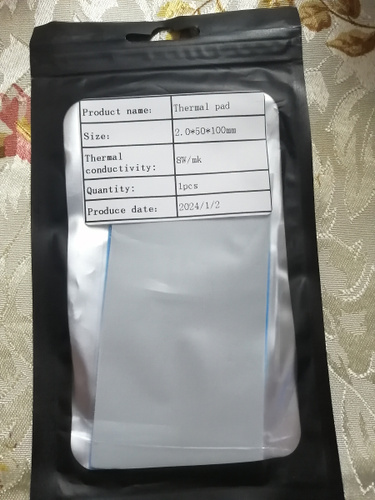 Product name: Thermal pad
Size: 2.0*50*100mm
Thermal
conductivity: 8W/mk
Quantity: 1pcs
Produce date: 2024/1/2